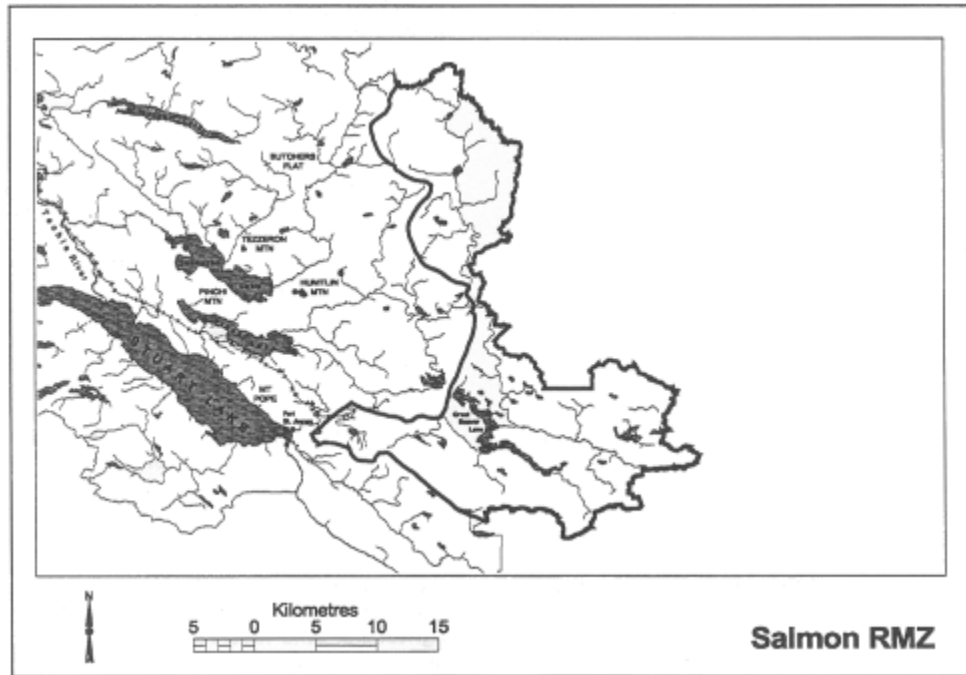 BUTCHERS
FLAT
TEZZERON
MTN
PINCHI
MTN
HUMTLIN
MTN
STUART LAKE
MT
POPE
Fort
St. James
Great
Beaver
Lake
N
Kilometres
5 0 5 10 15
Salmon RMZ